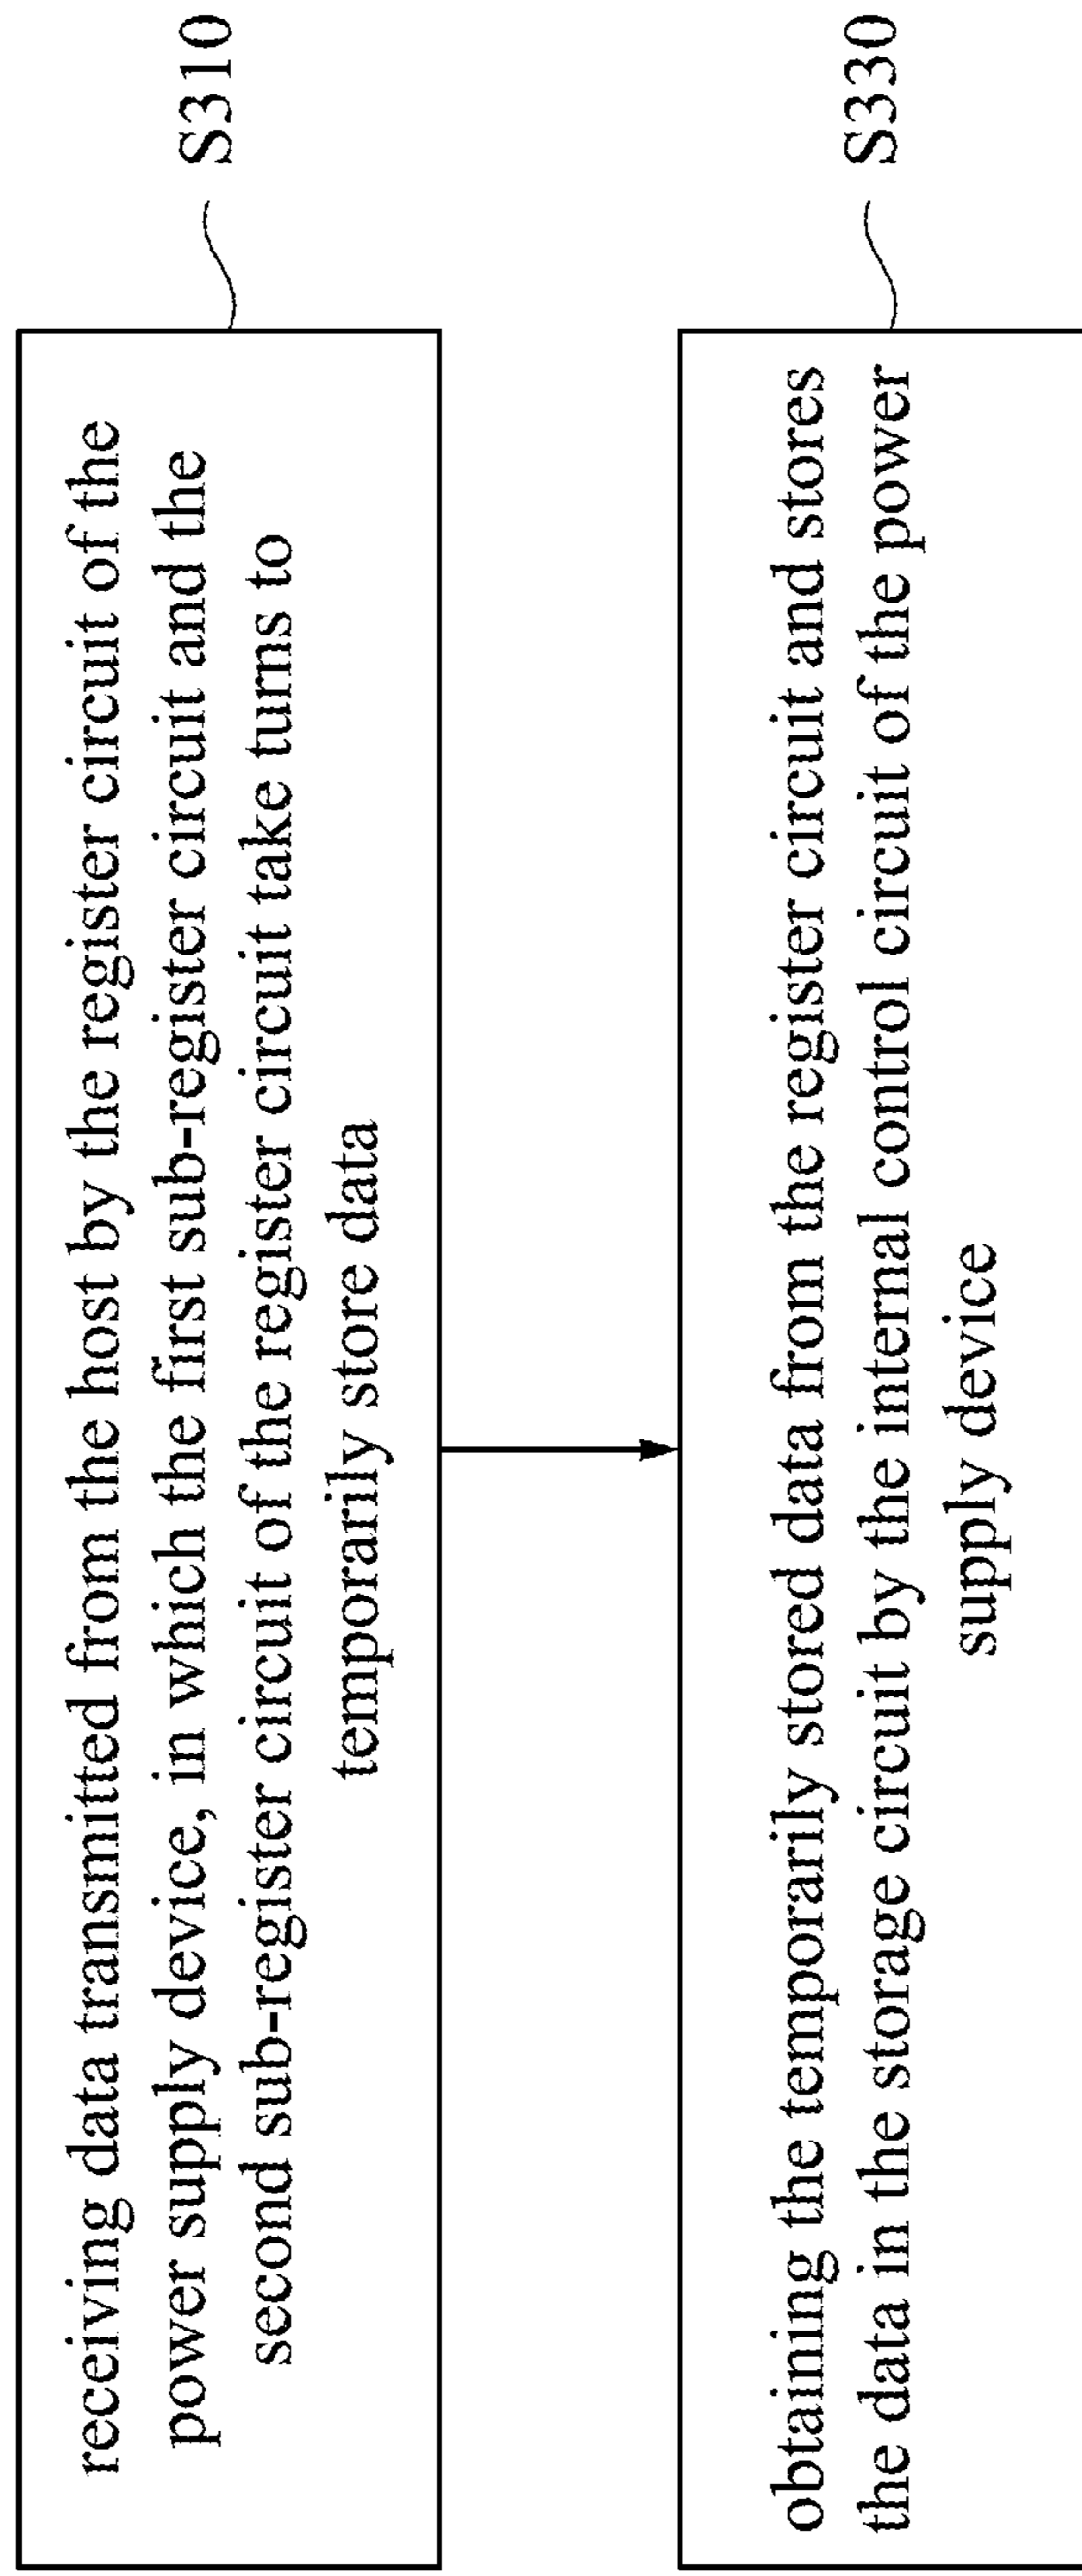 receiving data transmitted from the host by the register circuit of the
power supply device, in which the first sub-register circuit and the
second sub-register circuit of the register circuit take turns to
temporarily store data
S310
obtaining the temporarily stored data from the register circuit and stores
the data in the storage circuit by the internal control circuit of the power
supply device
S330